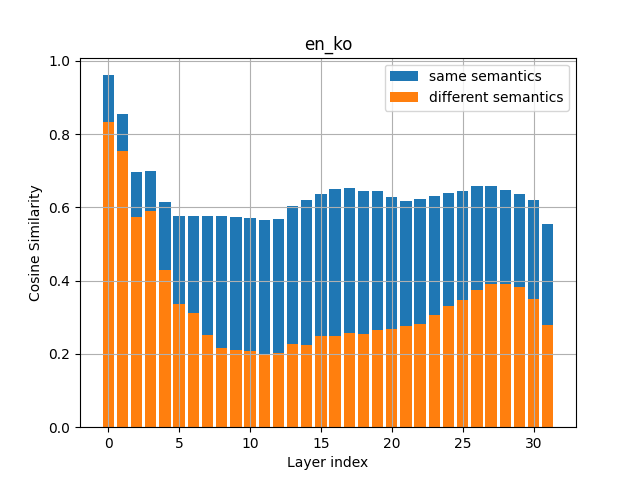 en_ko
same semantics
different semantics
Cosine Similarity
1.0
0.8
0.6
0.4
0.2
0.0
0 5 10 15 20 25 30
Layer index